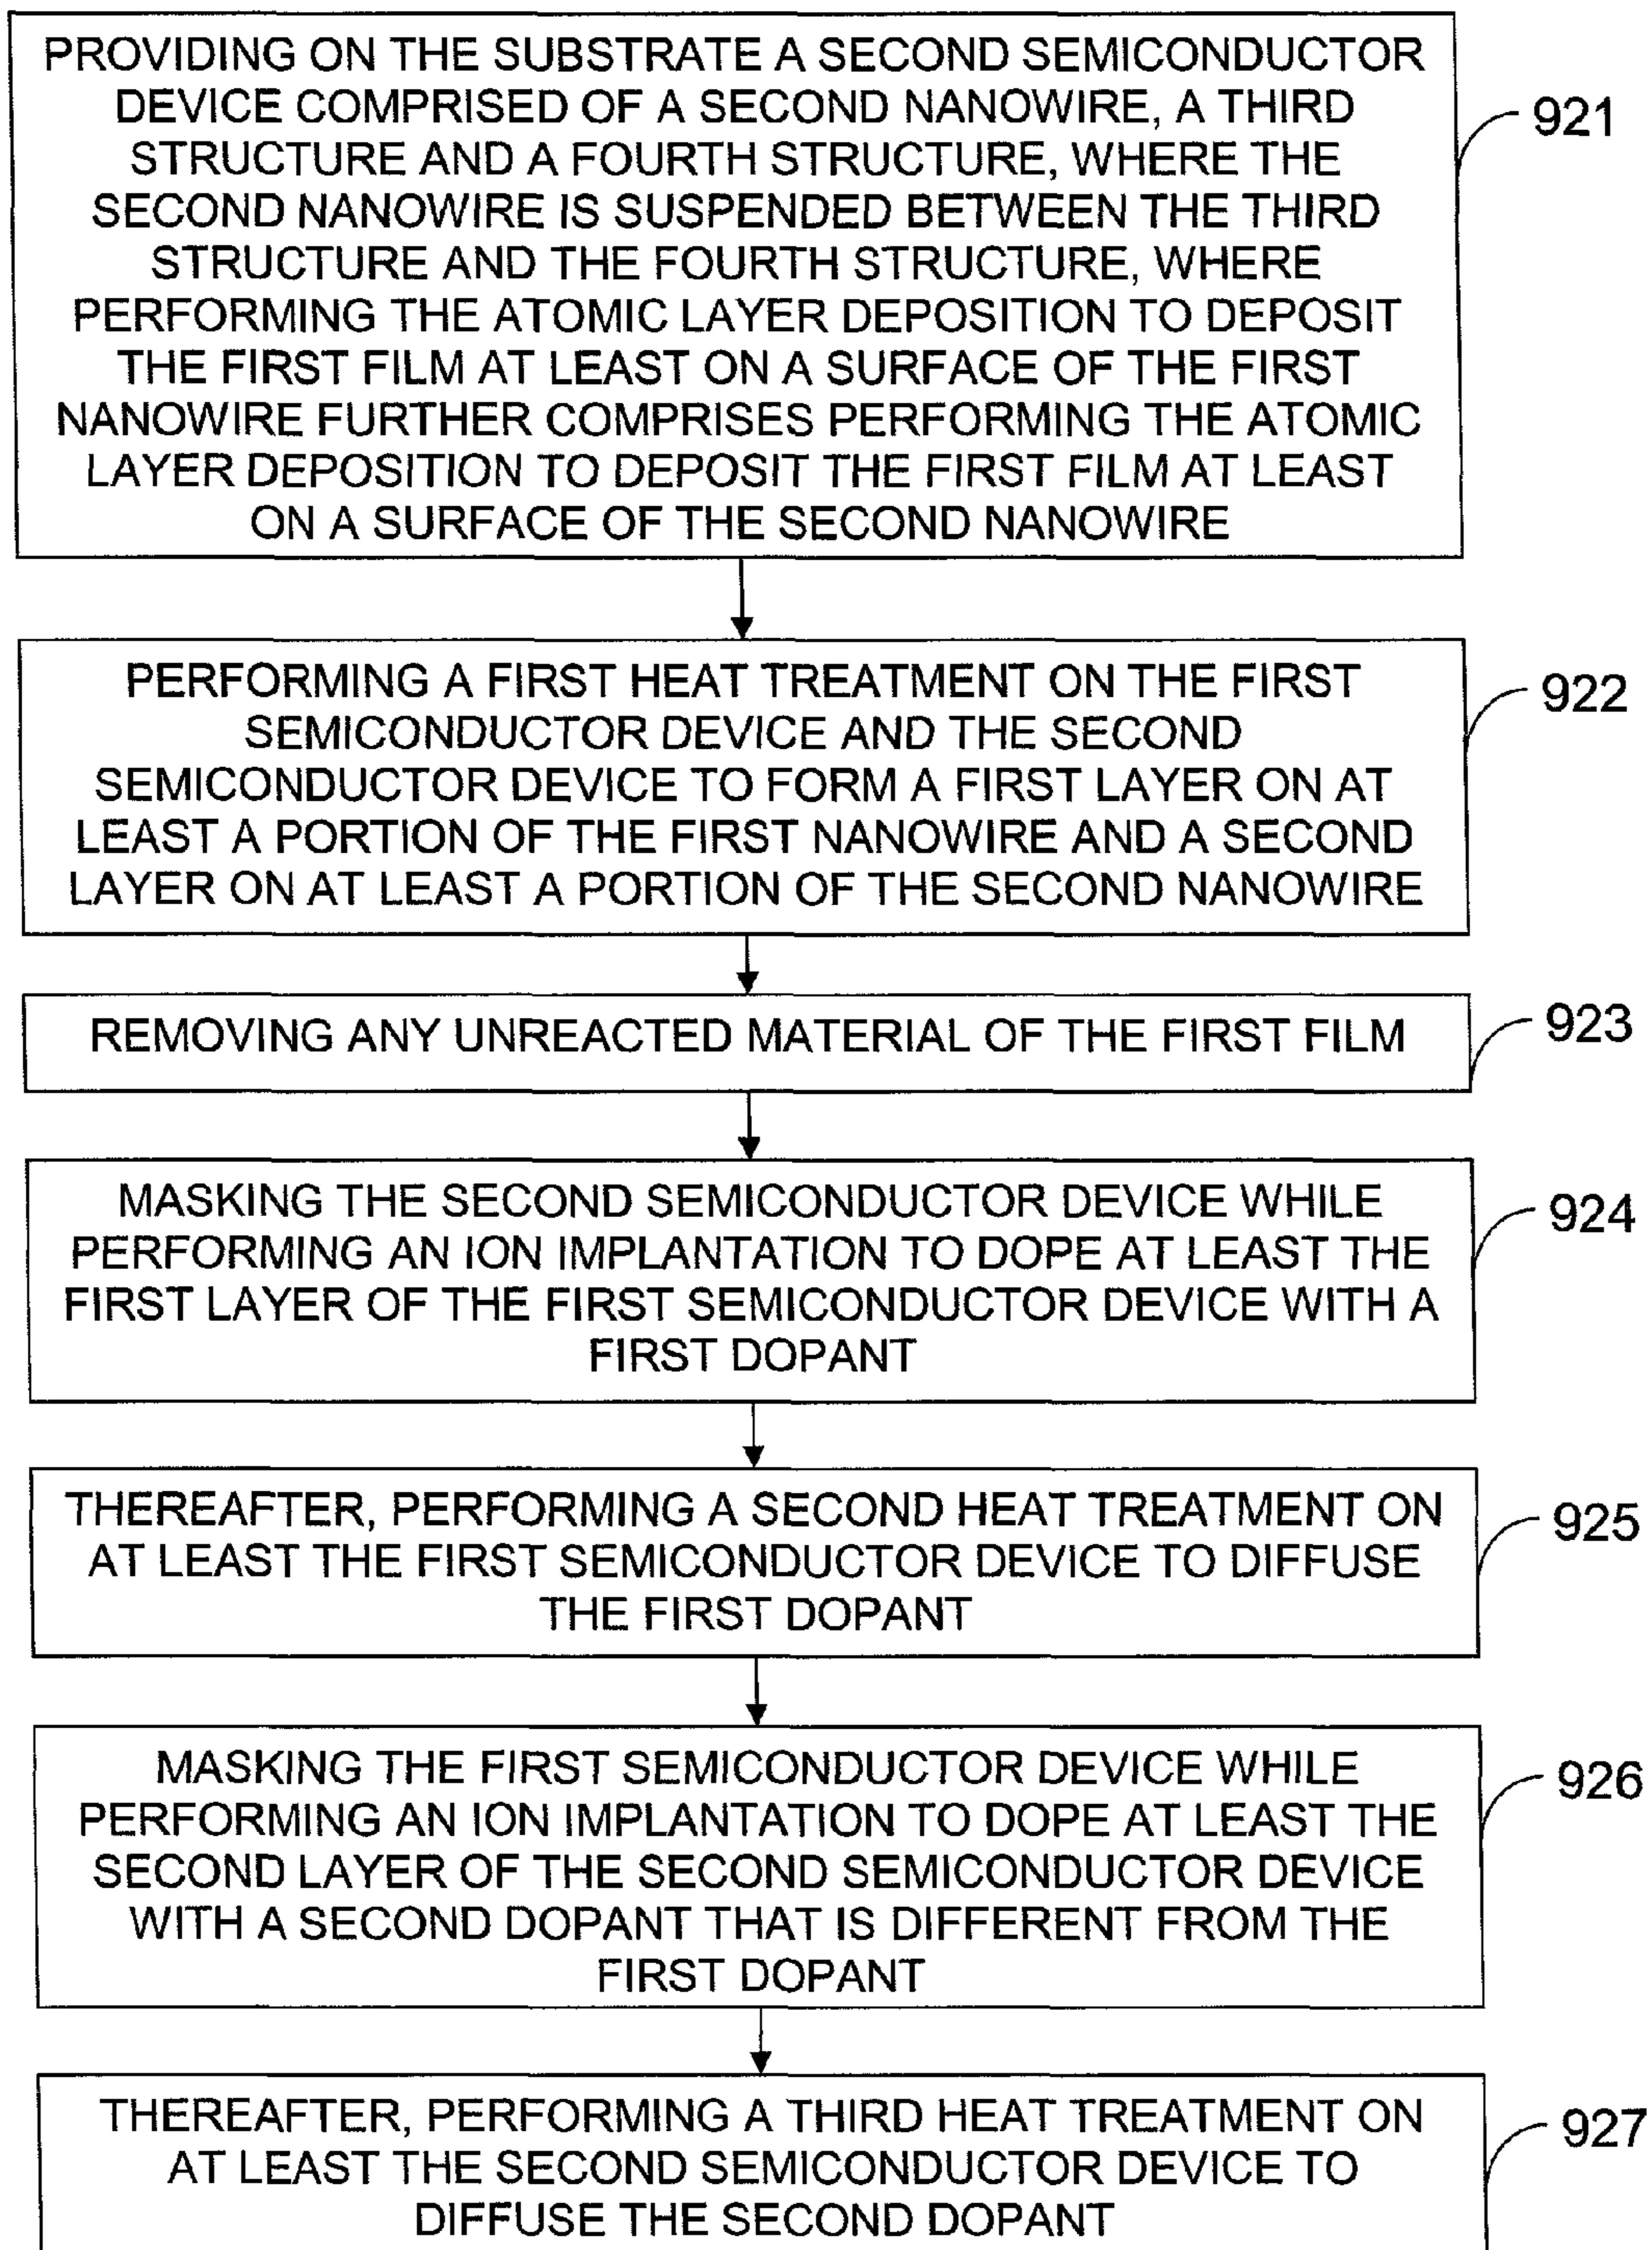 PROVIDING ON THE SUBSTRATE A SECOND SEMICONDUCTOR
DEVICE COMPRISED OF A SECOND NANOWIRE, A THIRD
STRUCTURE AND A FOURTH STRUCTURE, WHERE THE
SECOND NANOWIRE IS SUSPENDED BETWEEN THE THIRD
STRUCTURE AND THE FOURTH STRUCTURE, WHERE
PERFORMING THE ATOMIC LAYER DEPOSITION TO DEPOSIT
THE FIRST FILM AT LEAST ON A SURFACE OF THE FIRST
NANOWIRE FURTHER COMPRISES PERFORMING THE ATOMIC
LAYER DEPOSITION TO DEPOSIT THE FIRST FILM AT LEAST
ON A SURFACE OF THE SECOND NANOWIRE
921
PERFORMING A FIRST HEAT TREATMENT ON THE FIRST
SEMICONDUCTOR DEVICE AND THE SECOND
SEMICONDUCTOR DEVICE TO FORM A FIRST LAYER ON AT
LEAST A PORTION OF THE FIRST NANOWIRE AND A SECOND
LAYER ON AT LEAST A PORTION OF THE SECOND NANOWIRE
922
REMOVING ANY UNREACTED MATERIAL OF THE FIRST FILM
923
MASKING THE SECOND SEMICONDUCTOR DEVICE WHILE
PERFORMING AN ION IMPLANTATION TO DOPE AT LEAST THE
FIRST LAYER OF THE FIRST SEMICONDUCTOR DEVICE WITH A
FIRST DOPANT
924
THEREAFTER, PERFORMING A SECOND HEAT TREATMENT ON
AT LEAST THE FIRST SEMICONDUCTOR DEVICE TO DIFFUSE
THE FIRST DOPANT
925
MASKING THE FIRST SEMICONDUCTOR DEVICE WHILE
PERFORMING AN ION IMPLANTATION TO DOPE AT LEAST THE
SECOND LAYER OF THE SECOND SEMICONDUCTOR DEVICE
WITH A SECOND DOPANT THAT IS DIFFERENT FROM THE
FIRST DOPANT
926
THEREAFTER, PERFORMING A THIRD HEAT TREATMENT ON
AT LEAST THE SECOND SEMICONDUCTOR DEVICE TO
DIFFUSE THE SECOND DOPANT
927